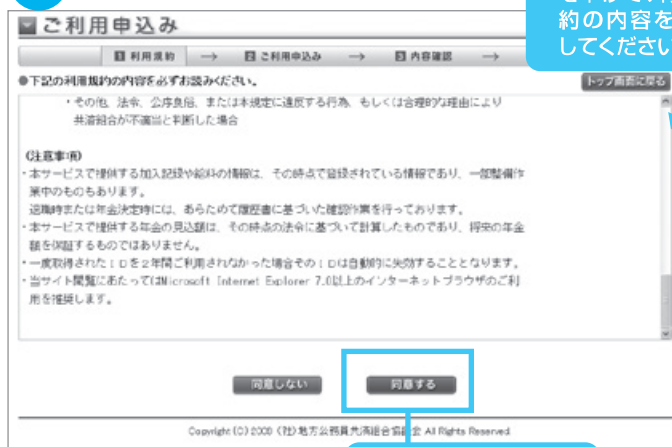 約の内容を
してください
ご利用申込み
1 利用規約 → 2 ご利用申込み → 3 内容確認 →
●下記の利用規約の内容を必ずお読みください。
トップ画面に戻る
・その他、法令、公序良俗、または本規定に違反する行為、もしくは合理的な理由により
共済組合が不適当と判断した場合
(注意事項)
・本サービスで提供する加入記録や給料の情報は、その時点で登録されている情報であり、一部整備作
業中のものもあります。
退職時または年金決定時には、あらためて履歴書に基づいた確認作業を行っております。
・本サービスで提供する年金の見込額は、その時点の法令に基づいて計算したものであり、将来の年金
額を保証するものではありません。
・一度取得されたIDを2年間ご利用されなかった場合そのIDは自動的に失効することとなります。
・当サイト閲覧にあたってはMicrosoft Internet Explorer 7.0以上のインターネットブラウザのご利
用を推奨します。
同意しない
同意する
Copyright (C) 2008 (社)地方公務員共済組合協議会 All Rights Reserved